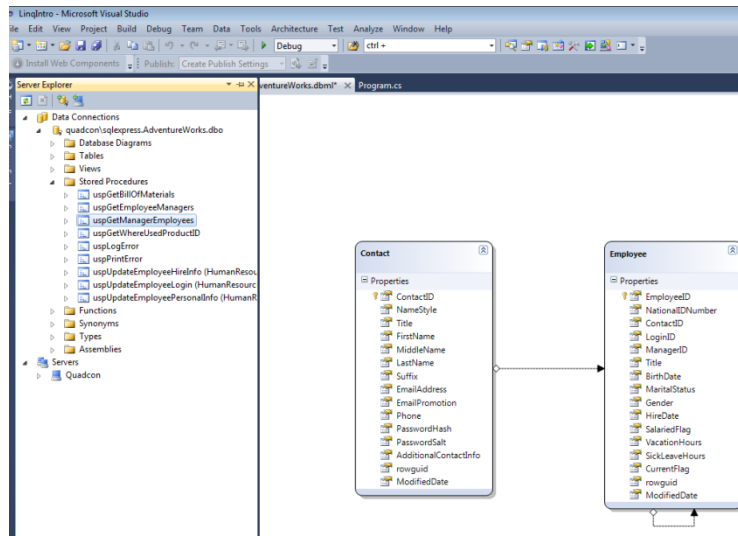 LinqIntro - Microsoft Visual Studio
ile Edit View Project Build Debug Team Data Tools Architecture Test Analyze Window Help
Debug ctrl +
Install Web Components Publish: Create Publish Settings
Server Explorer
ventureWorks.dbml* Program.cs
Data Connections
quadcon\sqlexpress.AdventureWorks.dbo
Database Diagrams
Tables
Views
Stored Procedures
uspGetBillOfMaterials
uspGetEmployeeManagers
uspGetManagerEmployees
uspGetWhereUsedProductID
uspLogError
uspPrintError
uspUpdateEmployeeHireInfo (HumanResou
uspUpdateEmployeeLogin (HumanResourc
uspUpdateEmployeePersonalInfo (HumanR
Functions
Synonyms
Types
Assemblies
Servers
Quadcon
Contact
Properties
ContactID
NameStyle
Title
FirstName
MiddleName
LastName
Suffix
EmailAddress
EmailPromotion
Phone
PasswordHash
PasswordSalt
AdditionalContactInfo
rowguid
ModifiedDate
Employee
Properties
EmployeeID
NationalIDNumber
ContactID
LoginID
ManagerID
Title
BirthDate
MaritalStatus
Gender
HireDate
SalariedFlag
VacationHours
SickLeaveHours
CurrentFlag
rowguid
ModifiedDate